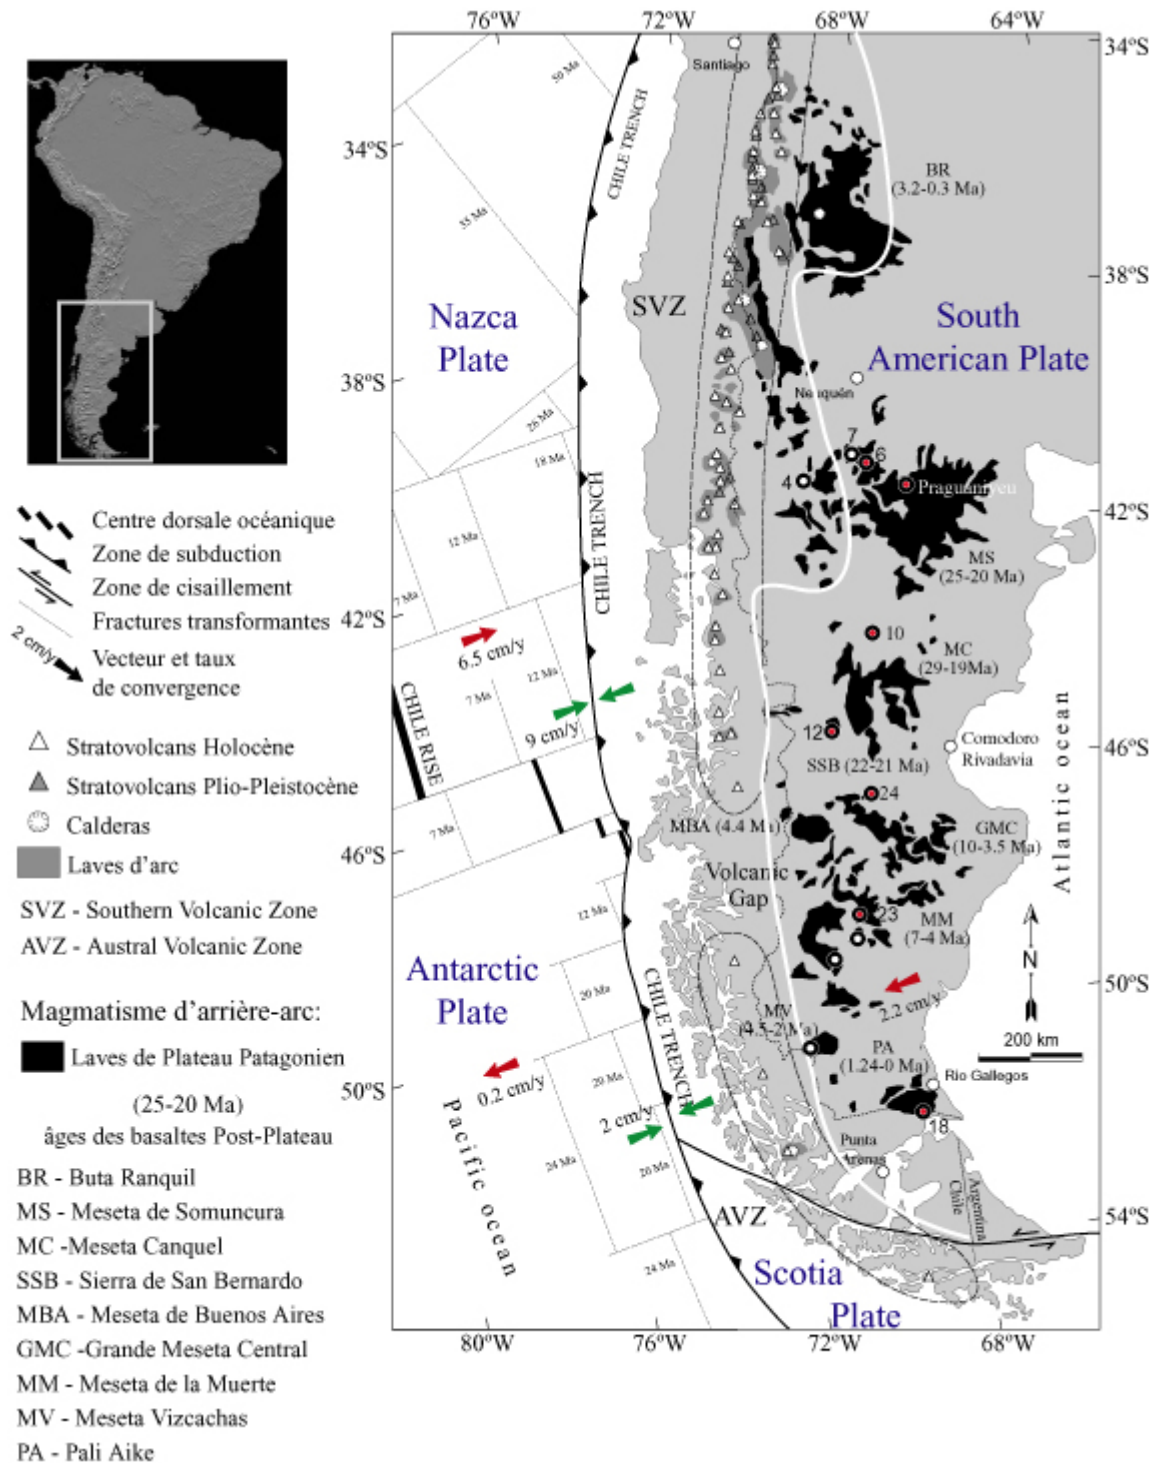 76°W 72°W 68°W 64°W
34°S
34°S
38°S
38°S
42°S
42°S
46°S
46°S
50°S
50°S
54°S
80°W 76°W 72°W 68°W
Centre dorsale océanique
Zone de subduction
Zone de cisaillement
Fractures transformantes
2 cm/y
Vecteur et taux
de convergence
Stratovolcans Holocène
Stratovolcans Plio-Pleistocène
Calderas
Laves d'arc
SVZ - Southern Volcanic Zone
AVZ - Austral Volcanic Zone
Magmatisme d'arrière-arc:
Laves de Plateau Patagonien
(25-20 Ma)
âges des basaltes Post-Plateau
BR - Buta Ranquil
MS - Meseta de Somuncura
MC -Meseta Canquel
SSB - Sierra de San Bernardo
MBA - Meseta de Buenos Aires
GMC -Grande Meseta Central
MM - Meseta de la Muerte
MV - Meseta Vizcachas
PA - Pali Aike
50 Ma
CHILE TRENCH
Santiago
BR
(3.2-0.3 Ma)
35 Ma
Nazca
Plate
SVZ
South
American Plate
Neuquén
26 Ma
18 Ma
7
6
4
Praguaniyeu
12 Ma
CHILE TRENCH
MS
(25-20 Ma)
7 Ma
10
6.5 cm/y
MC
(29-19Ma)
12 Ma
7 Ma
CHILE RISE
9 cm/y
12
Comodoro
Rivadavia
SSB (22-21 Ma)
24
Atlantic ocean
7 Ma
MBA (4.4 Ma)
GMC
(10-3.5 Ma)
Volcanic
Gap
12 Ma
23
MM
(7-4 Ma)
N
Antarctic
Plate
20 Ma
CHILE TRENCH
2.2 cm/y
MV
(4.5-2 Ma)
200 km
PA
(1.24-0 Ma)
Rio Gallegos
0.2 cm/y
20 Ma
2 cm/y
18
Pacific ocean
24 Ma
20 Ma
Punta
Arenas
Argentina
Chile
AVZ
24 Ma
Scotia
Plate